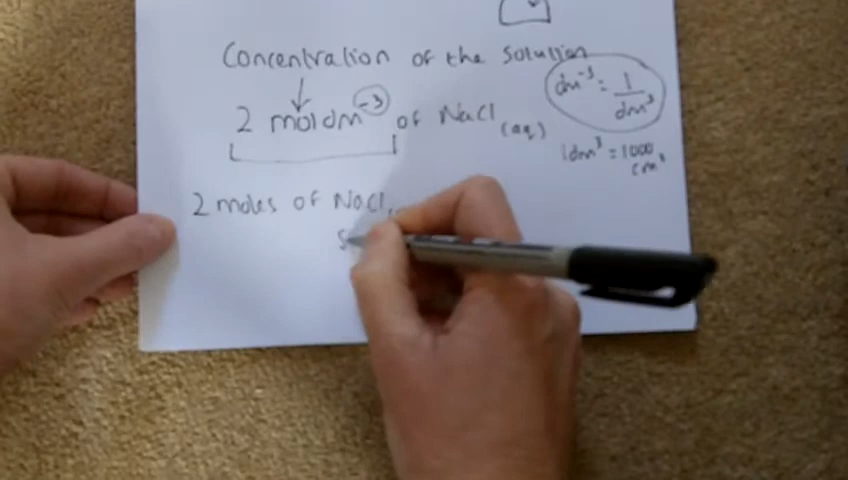 Concentration of the Solution
2 moldm⁻³ of NaCl (aq)
dm⁻³ = 1/dm³
1dm³ = 1000 cm³
2 moles of NaCl
S